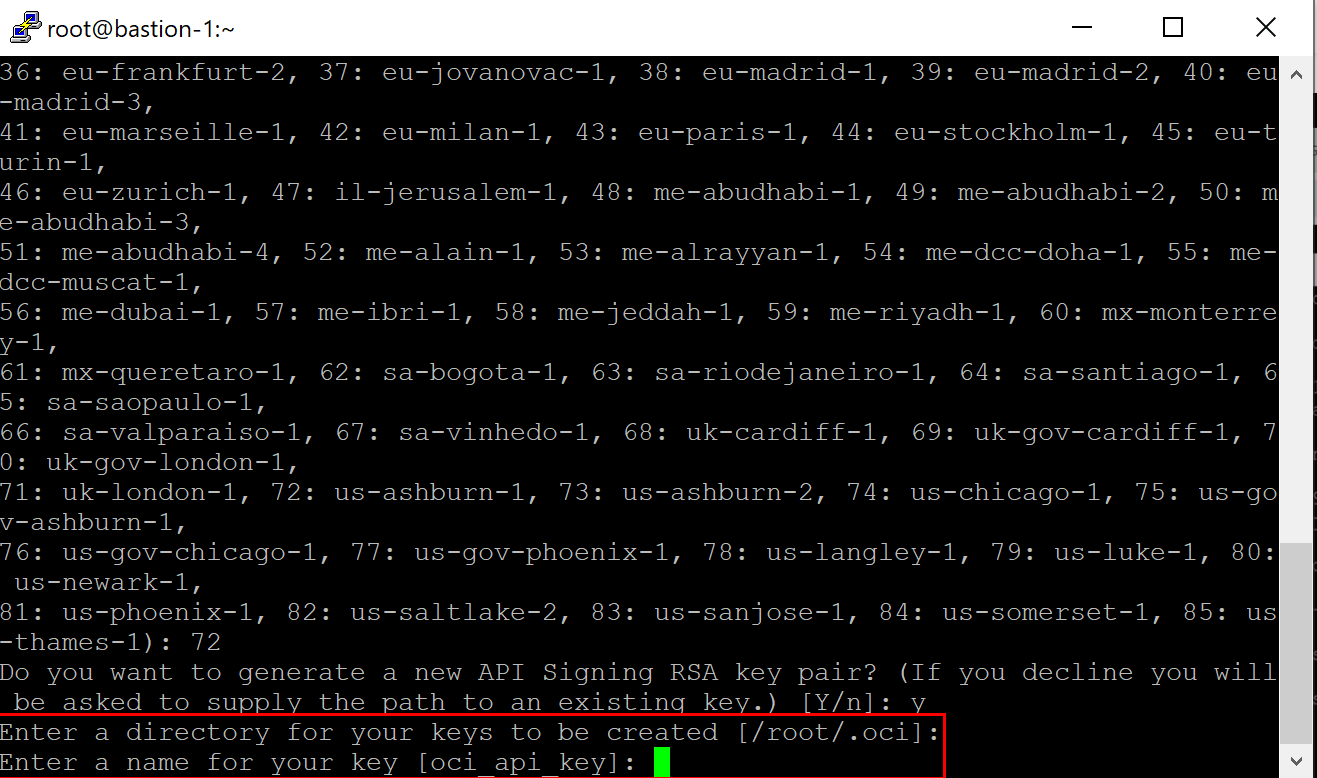 root@bastion-1:~
36: eu-frankfurt-2, 37: eu-jovanovac-1, 38: eu-madrid-1, 39: eu-madrid-2, 40: eu
-madrid-3,
41: eu-marseille-1, 42: eu-milan-1, 43: eu-paris-1, 44: eu-stockholm-1, 45: eu-t
urin-1,
46: eu-zurich-1, 47: il-jerusalem-1, 48: me-abudhabi-1, 49: me-abudhabi-2, 50: m
e-abudhabi-3,
51: me-abudhabi-4, 52: me-alain-1, 53: me-alrayyan-1, 54: me-dcc-doha-1, 55: me-
dcc-muscat-1,
56: me-dubai-1, 57: me-ibri-1, 58: me-jeddah-1, 59: me-riyadh-1, 60: mx-monterre
y-1,
61: mx-queretaro-1, 62: sa-bogota-1, 63: sa-riodejaneiro-1, 64: sa-santiago-1, 6
5: sa-saopaulo-1,
66: sa-valparaiso-1, 67: sa-vinhedo-1, 68: uk-cardiff-1, 69: uk-gov-cardiff-1, 7
0: uk-gov-london-1,
71: uk-london-1, 72: us-ashburn-1, 73: us-ashburn-2, 74: us-chicago-1, 75: us-go
v-ashburn-1,
76: us-gov-chicago-1, 77: us-gov-phoenix-1, 78: us-langley-1, 79: us-luke-1, 80:
 us-newark-1,
81: us-phoenix-1, 82: us-saltlake-2, 83: us-sanjose-1, 84: us-somerset-1, 85: us
-thames-1): 72
Do you want to generate a new API Signing RSA key pair? (If you decline you will
 be asked to supply the path to an existing key.) [Y/n]: y
Enter a directory for your keys to be created [/root/.oci]:
Enter a name for your key [oci_api_key]: